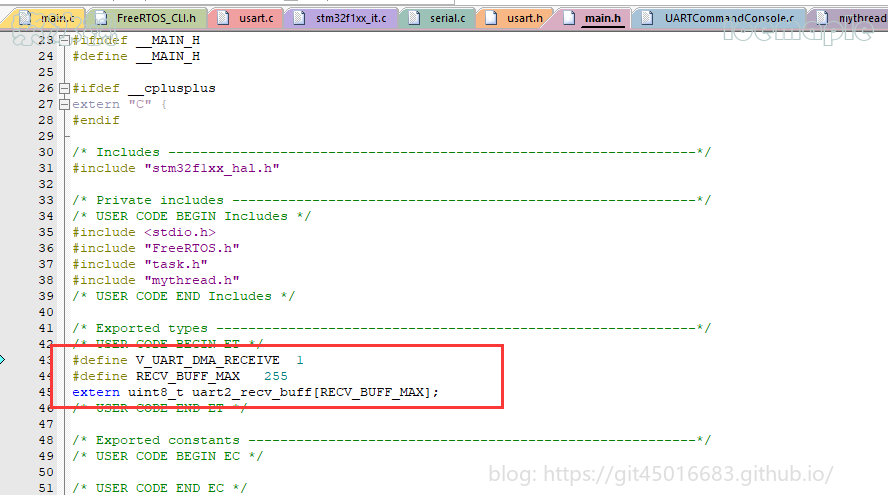 main.c FreeRTOS_CLI.h usart.c stm32f1xx_it.c serial.c usart.h main.h UARTCommandConsole.c mythread.
23 #ifndef __MAIN_H
24 #define __MAIN_H
25
26 #ifdef __cplusplus
27 extern "C" {
28 #endif
29
30 /* Includes ------------------------------------------------------------------*/
31 #include "stm32f1xx_hal.h"
32
33 /* Private includes ----------------------------------------------------------*/
34 /* USER CODE BEGIN Includes */
35 #include <stdio.h>
36 #include "FreeRTOS.h"
37 #include "task.h"
38 #include "mythread.h"
39 /* USER CODE END Includes */
40
41 /* Exported types ------------------------------------------------------------*/
42 /* USER CODE BEGIN ET */
43 #define V_UART_DMA_RECEIVE  1
44 #define RECV_BUFF_MAX   255
45 extern uint8_t uart2_recv_buff[RECV_BUFF_MAX];
46 /* USER CODE END ET */
47
48 /* Exported constants --------------------------------------------------------*/
49 /* USER CODE BEGIN EC */
50
51 /* USER CODE END EC */
blog: https://git45016683.github.io/